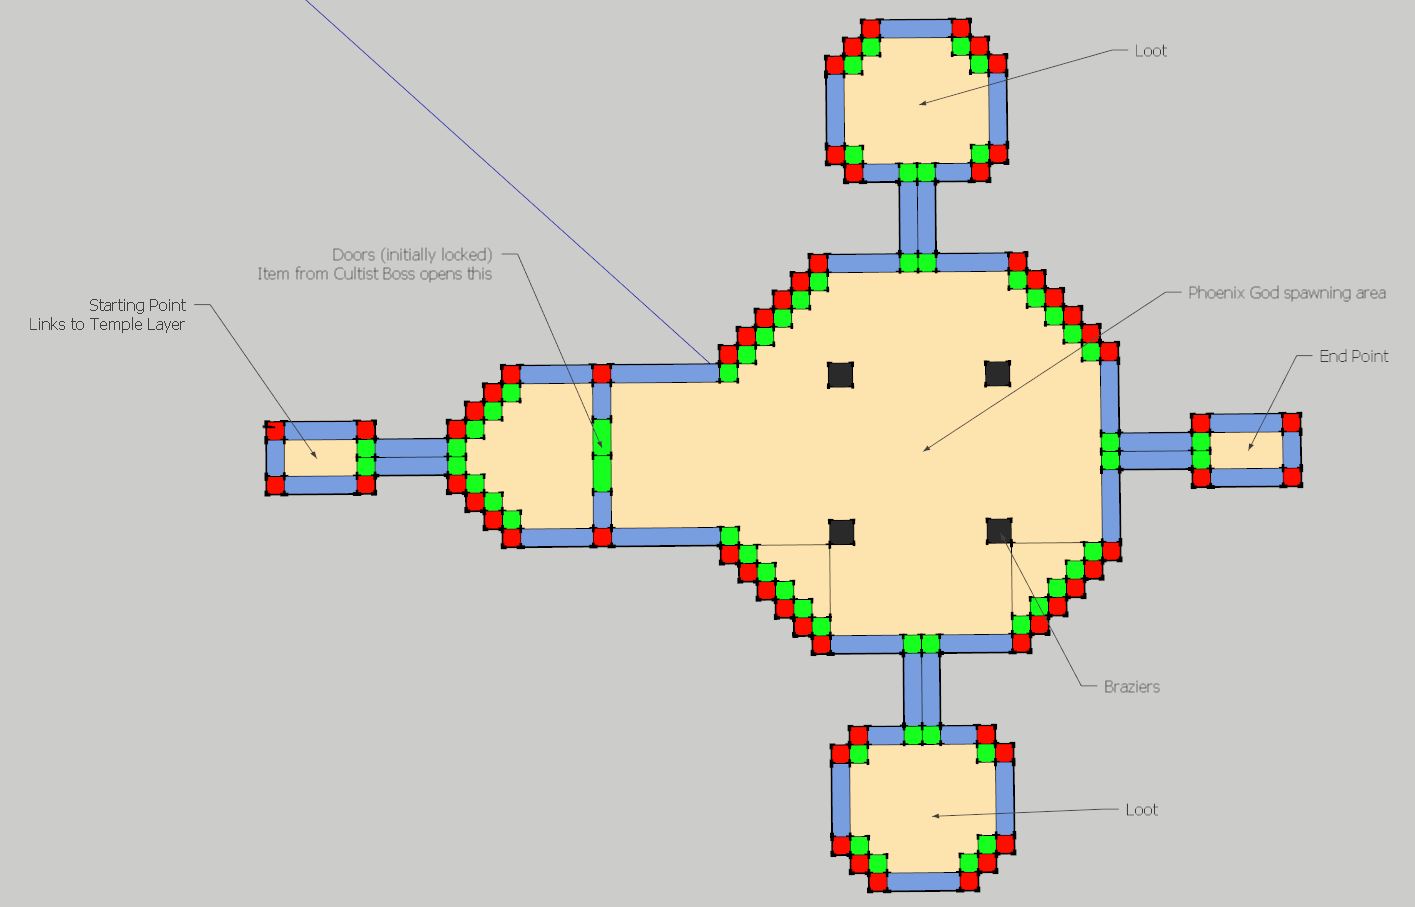 Loot
Doors (initially locked)
Item from Cultist Boss opens this
Starting Point
Links to Temple Layer
Phoenix God spawning area
End Point
Braziers
Loot